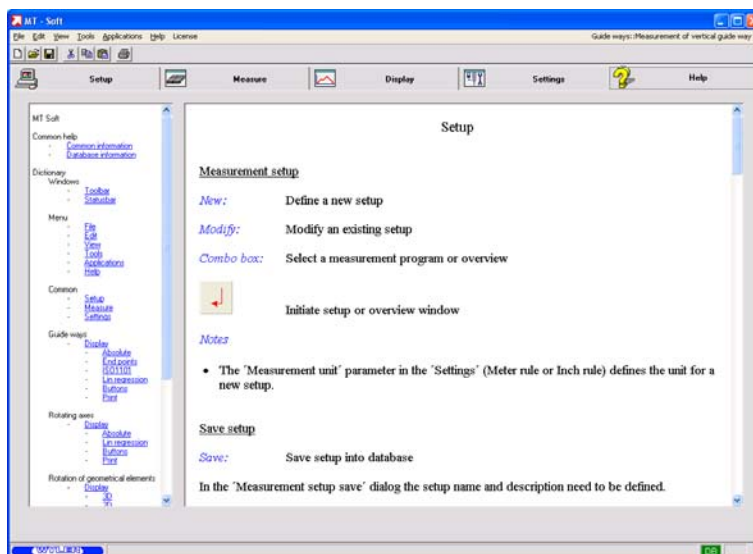 MT - Soft
File Edit View Tools Applications Help License
Guide ways: :Measurement of vertical guide way
Setup
Measure
Display
Settings
Help
MT Soft
Common help
Common information
Database information
Dictionary
Windows
Toolbar
Statusbar
Menu
File
Edit
View
Tools
Applications
Help
Common
Setup
Measure
Settings
Guide ways
Display
Absolute
End points
ISO1101
Lin regression
Buttons
Print
Rotating axes
Display
Absolute
Lin regression
Buttons
Print
Rotation of geometrical elements
Display
3D
2D
Setup
Measurement setup
New: Define a new setup
Modify: Modify an existing setup
Combo box: Select a measurement program or overview
Initiate setup or overview window
Notes
• The ´Measurement unit´ parameter in the ´Settings´ (Meter rule or Inch rule) defines the unit for a
new setup.
Save setup
Save: Save setup into database
In the ´Measurement setup save´ dialog the setup name and description need to be defined.
WYLER
DB